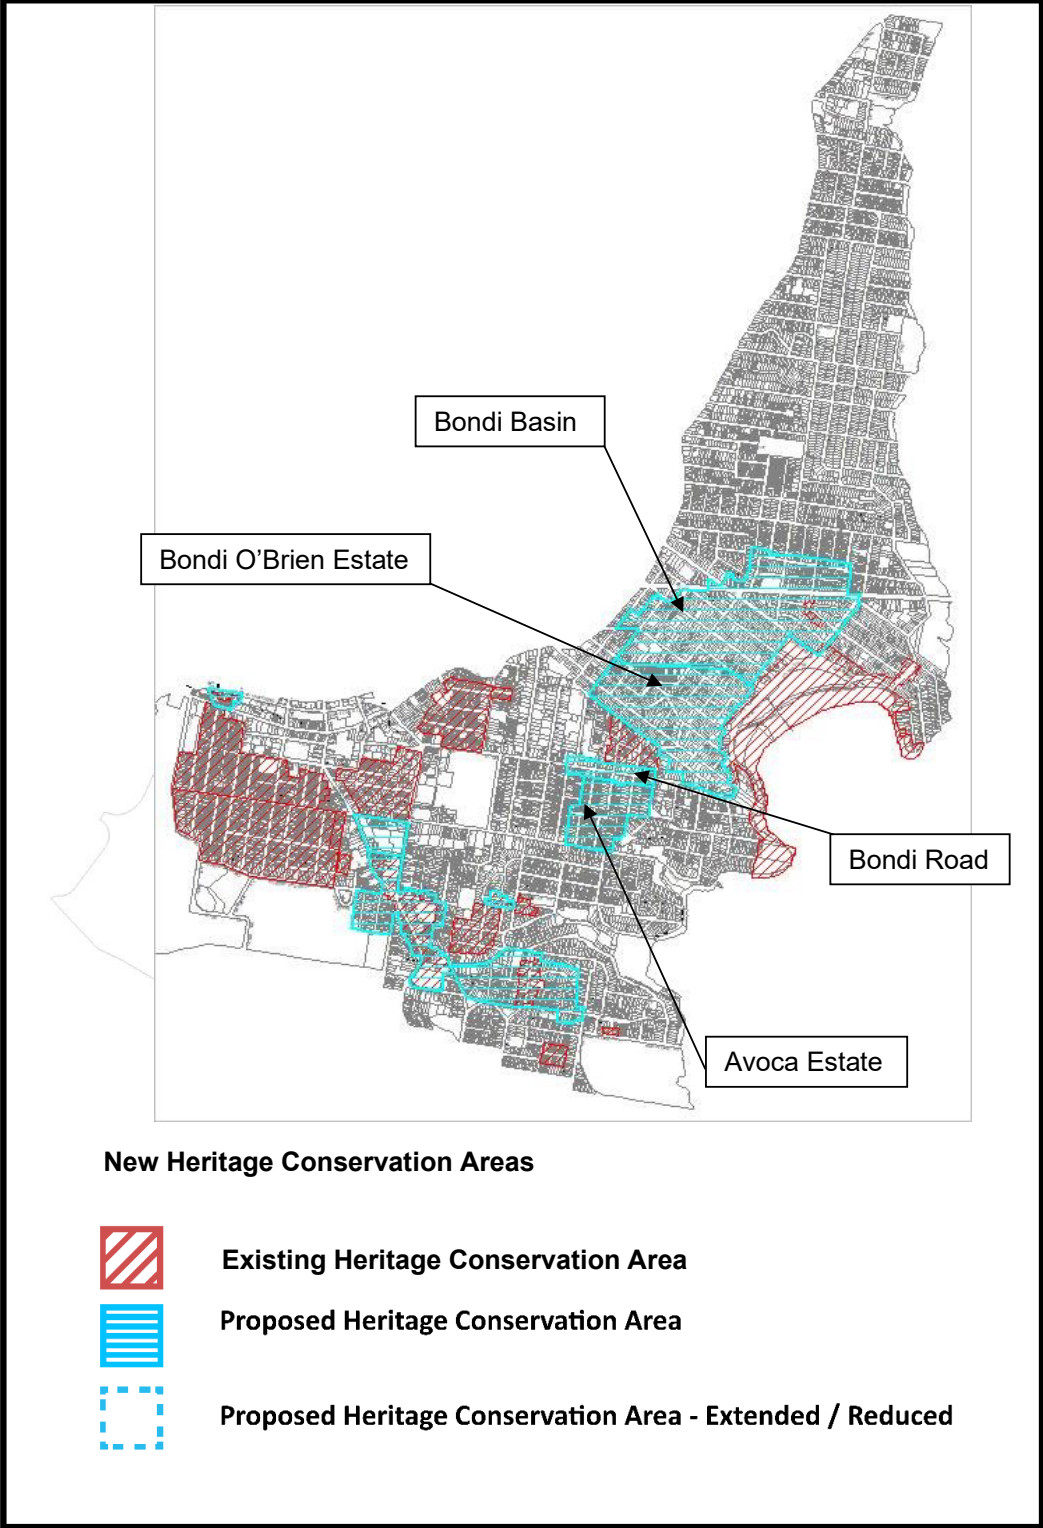 Bondi Basin
Bondi O’Brien Estate
Bondi Road
Avoca Estate
New Heritage Conservation Areas
Existing Heritage Conservation Area
Proposed Heritage Conservation Area
Proposed Heritage Conservation Area - Extended / Reduced